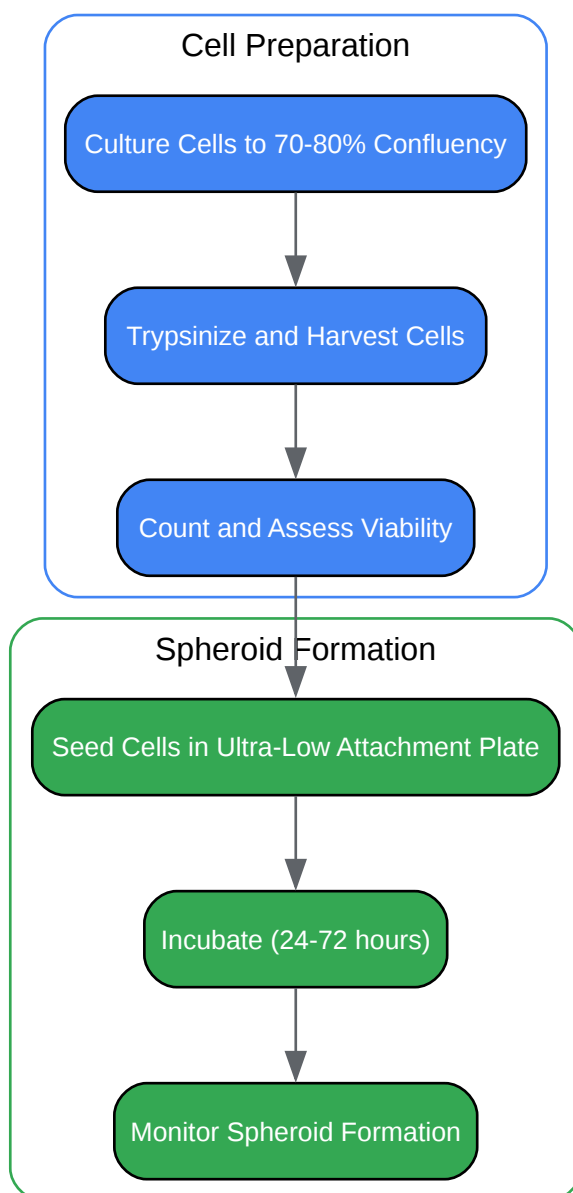 Cell Preparation
Culture Cells to 70-80% Confluency
Trypsinize and Harvest Cells
Count and Assess Viability
Spheroid Formation
Seed Cells in Ultra-Low Attachment Plate
Incubate (24-72 hours)
Monitor Spheroid Formation